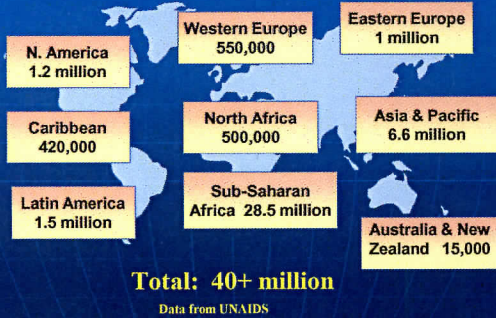 N. America
1.2 million
Western Europe
550,000
Eastern Europe
1 million
Caribbean
420,000
North Africa
500,000
Asia & Pacific
6.6 million
Latin America
1.5 million
Sub-Saharan
Africa 28.5 million
Australia & New
Zealand 15,000
Total: 40+ million
Data from UNAIDS